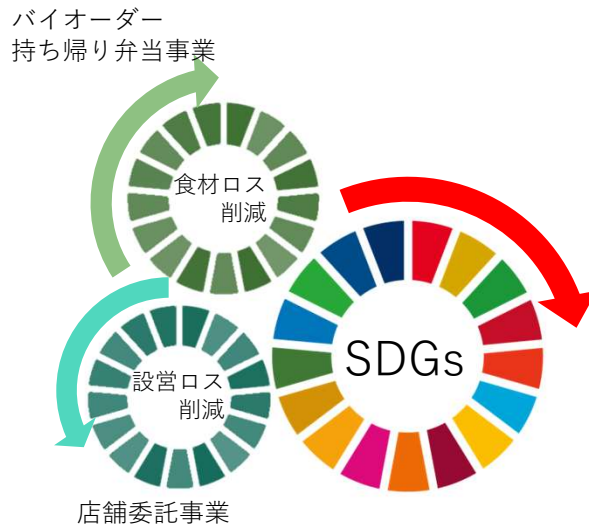 バイオーダー
持ち帰り弁当事業
食材ロス
削減
SDGs
設営ロス
削減
店舗委託事業